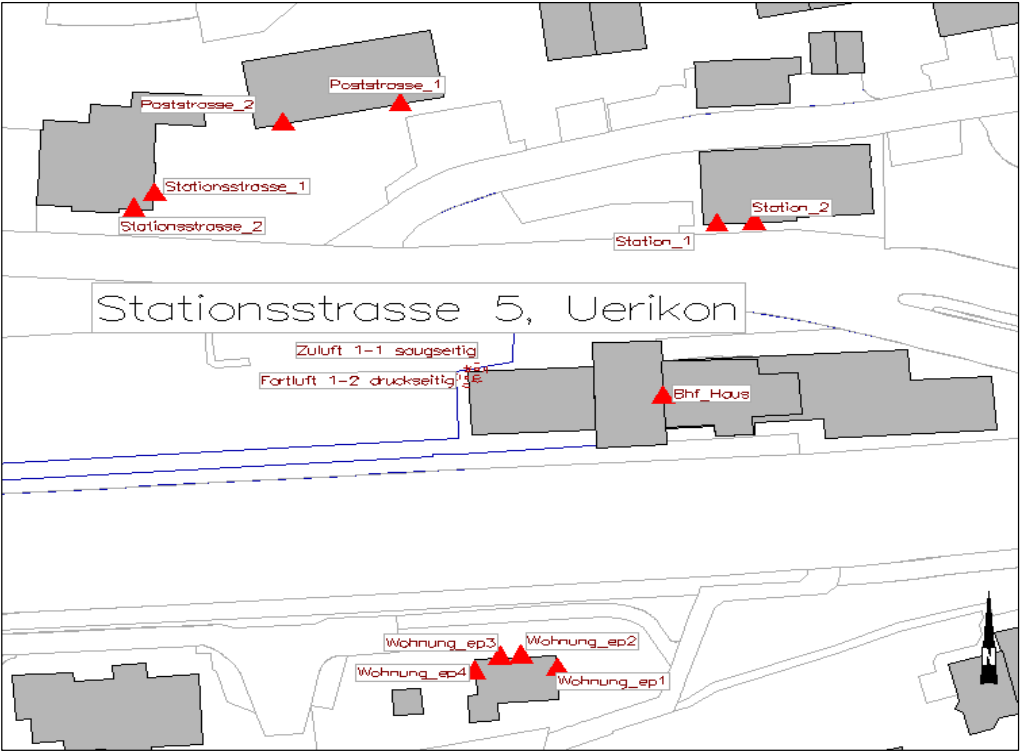 Poststrasse_1
Poststrasse_2
Stationsstrasse_1
Stationsstrasse_2
Station_2
Station_1
Stationsstrasse 5, Uerikon
Zuluft 1-1 saugseitig
Fortluft 1-2 druckseitig
Bhf_Haus
Wohnung_ep3
Wohnung_ep2
Wohnung_ep4
Wohnung_ep1
N